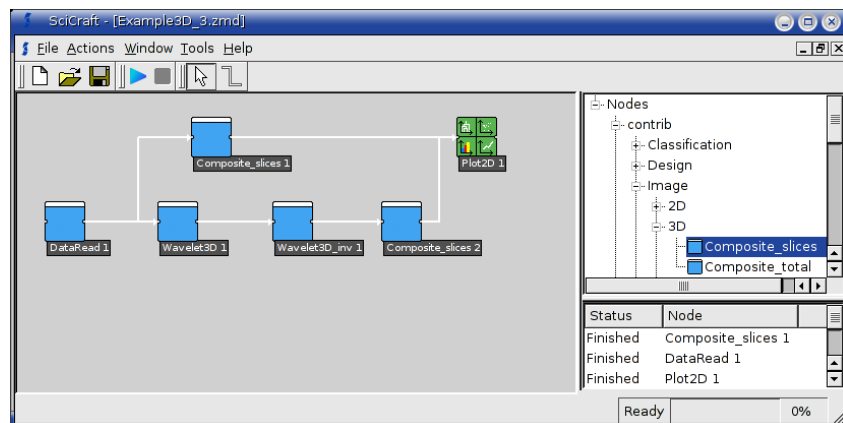 SciCraft - [Example3D_3.zmd]
File Actions Window Tools Help
Composite_slices 1
Plot2D 1
DataRead 1
Wavelet3D 1
Wavelet3D_inv 1
Composite_slices 2
Nodes
contrib
Classification
Design
Image
2D
3D
Composite_slices
Composite_total
Status Node
Finished Composite_slices 1
Finished DataRead 1
Finished Plot2D 1
Ready 0%